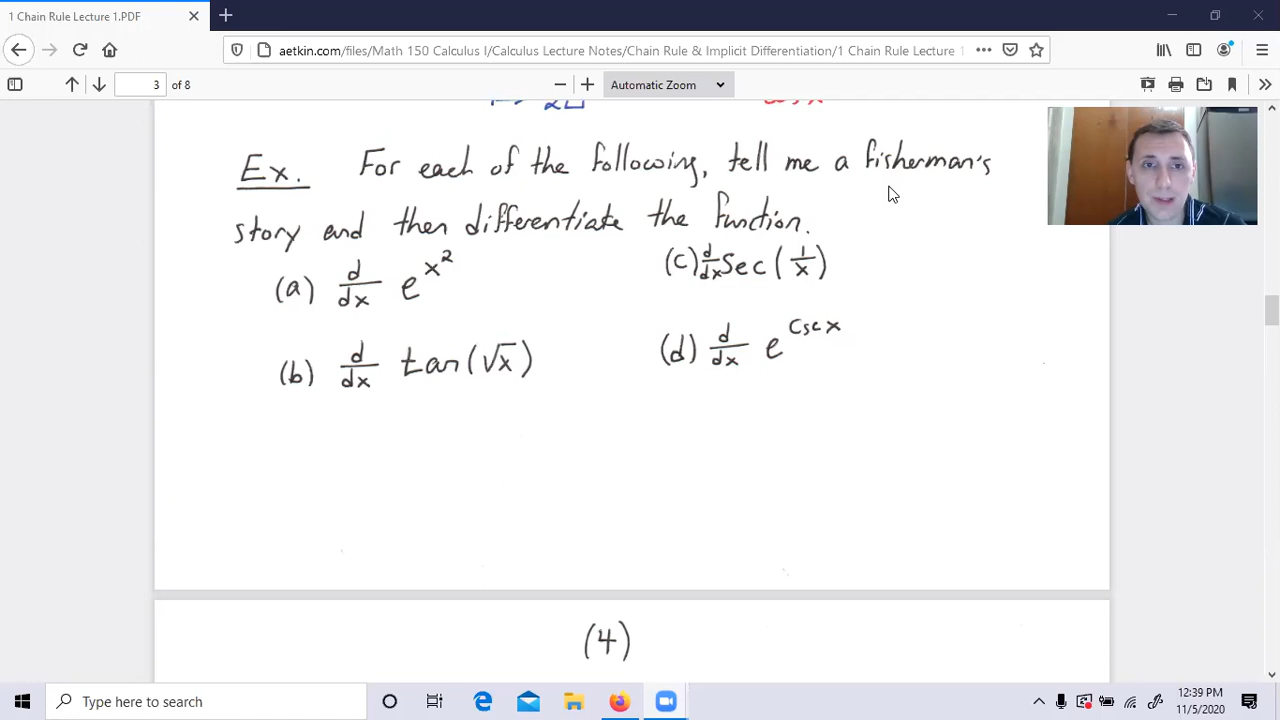 1 Chain Rule Lecture 1.PDF
aetkin.com/files/Math 150 Calculus I/Calculus Lecture Notes/Chain Rule & Implicit Differentiation/1 Chain Rule Lecture 1
3 of 8
Automatic Zoom
Ex. For each of the following, tell me a fisherman's
story and then differentiate the function.
(a) d/dx e^x^2
(c) d/dx Sec(1/x)
(b) d/dx tan(√x)
(d) d/dx e^Csc x
(4)
Type here to search
12:39 PM
11/5/2020